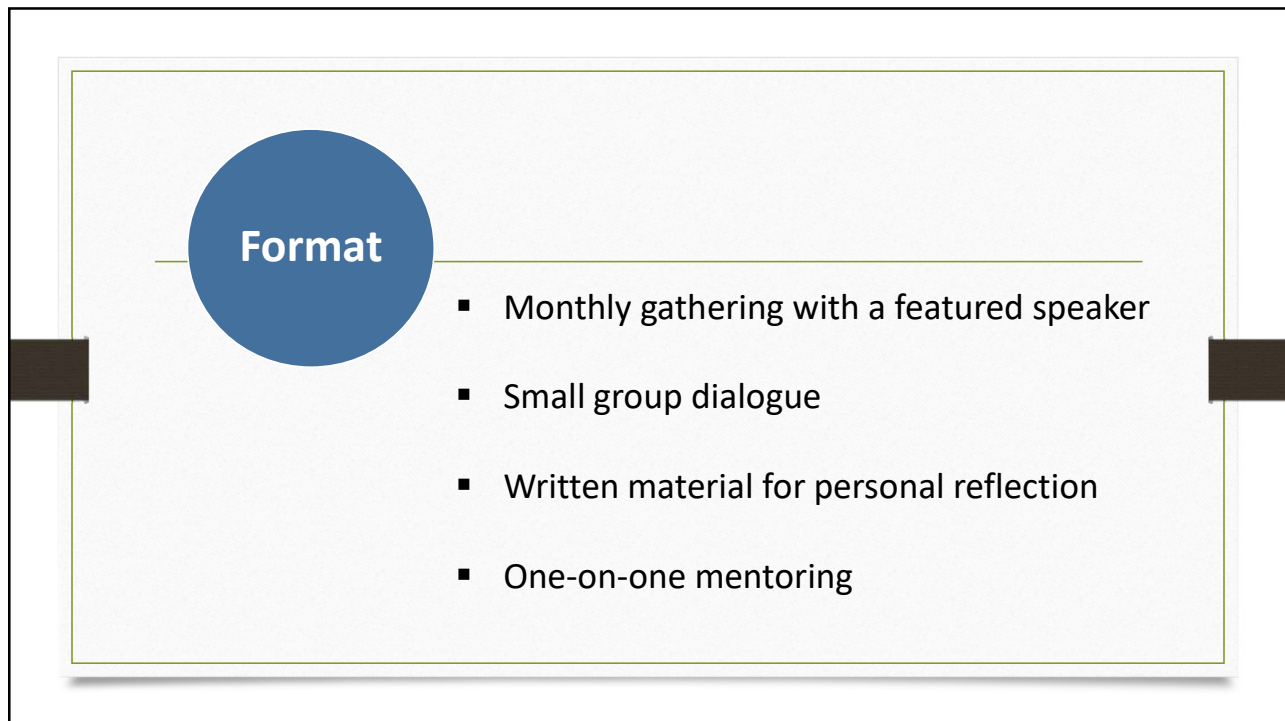 Format
▪ Monthly gathering with a featured speaker
▪ Small group dialogue
▪ Written material for personal reflection
▪ One-on-one mentoring